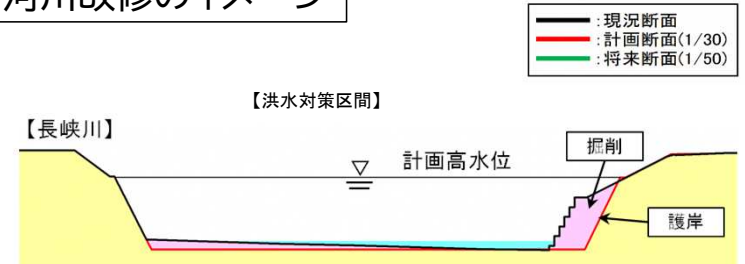 河川改修のイメージ
:現況断面
:計画断面(1/30)
:将来断面(1/50)
【洪水対策区間】
【長峡川】
計画高水位
掘削
護岸